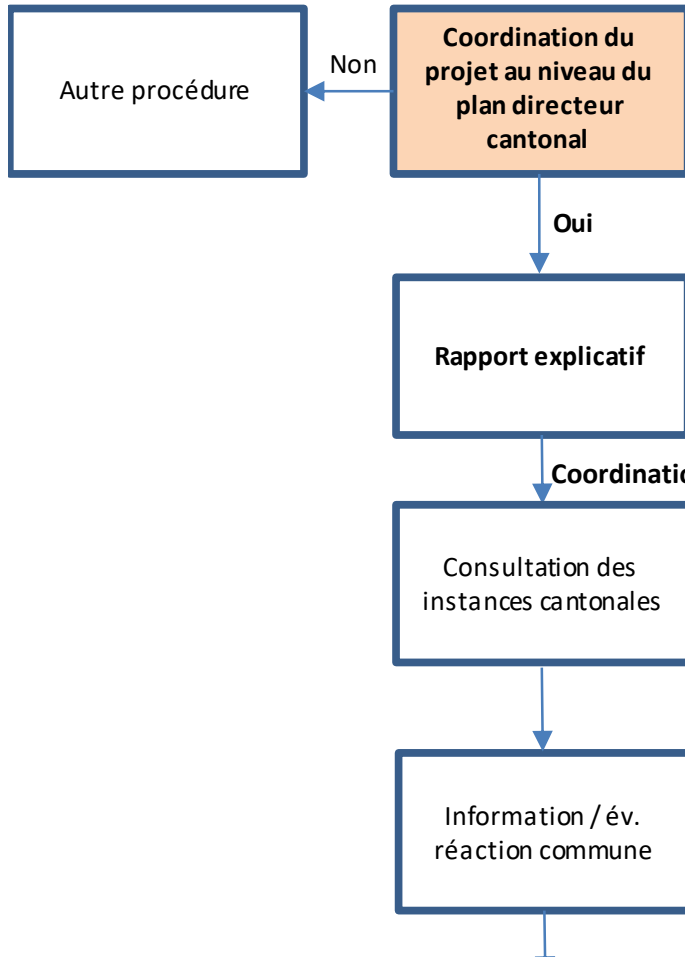 Coordination du
projet au niveau du
plan directeur
cantonal
Non
Autre procédure
Oui
Rapport explicatif
Consultation des
instances cantonales
Information / év.
réaction commune